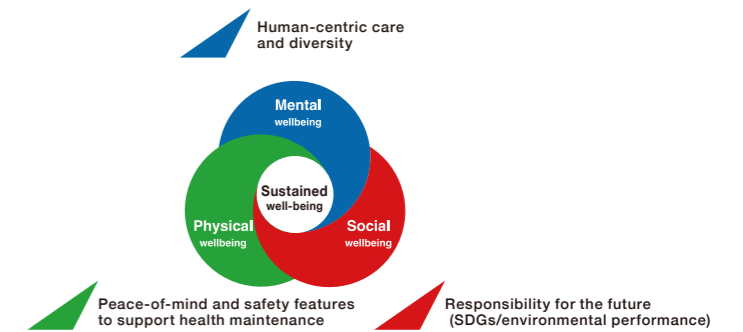 Human-centric care
and diversity
Mental
wellbeing
Sustained
well-being
Physical
wellbeing
Social
wellbeing
Peace-of-mind and safety features
to support health maintenance
Responsibility for the future
(SDGs/environmental performance)